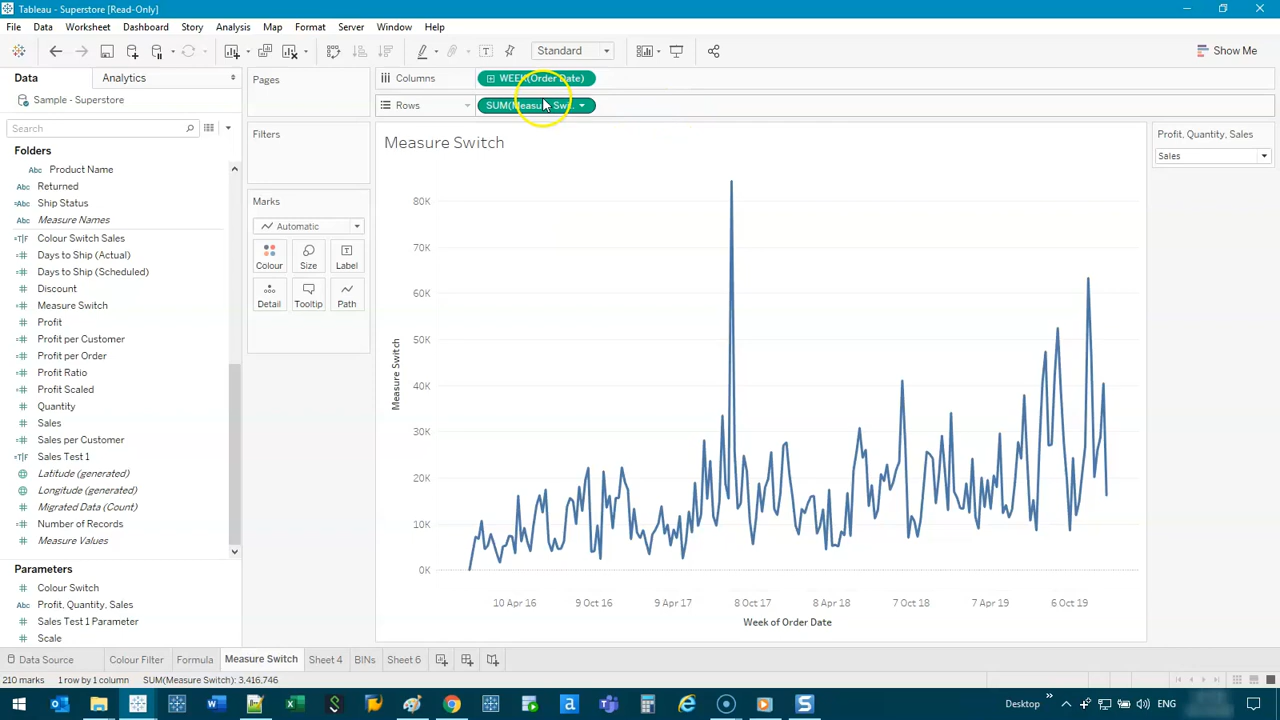 Tableau - Superstore [Read-Only]
File Data Worksheet Dashboard Story Analysis Map Format Server Window Help
Standard
Show Me
Data Analytics
Sample - Superstore
Search
Folders
Abc Product Name
Abc Returned
=Abc Ship Status
Abc Measure Names
=T|F Colour Switch Sales
Days to Ship (Actual)
Days to Ship (Scheduled)
Discount
Measure Switch
Profit
Profit per Customer
Profit per Order
Profit Ratio
Profit Scaled
Quantity
Sales
Sales per Customer
=T|F Sales Test 1
Latitude (generated)
Longitude (generated)
Migrated Data (Count)
Number of Records
Measure Values
Parameters
Colour Switch
Abc Profit, Quantity, Sales
Sales Test 1 Parameter
Scale
Pages
Filters
Marks
Automatic
Colour Size Label
Detail Tooltip Path
Columns WEEK(Order Date)
Rows SUM(Measure Swi..
Measure Switch
80K
70K
60K
50K
40K
30K
20K
10K
0K
Measure Switch
10 Apr 16 9 Oct 16 9 Apr 17 8 Oct 17 8 Apr 18 7 Oct 18 7 Apr 19 6 Oct 19
Week of Order Date
Profit, Quantity, Sales
Sales
Data Source Colour Filter Formula Measure Switch Sheet 4 BINs Sheet 6
210 marks 1 row by 1 column SUM(Measure Switch): 3,416.746
Desktop ENG